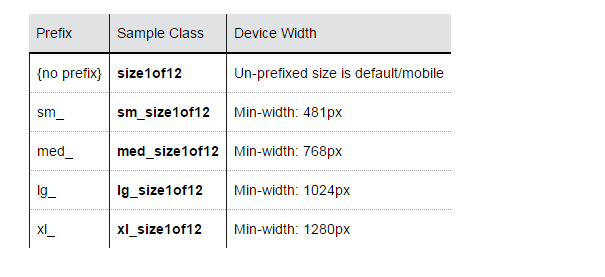 Prefix Sample Class Device Width
{no prefix} size1of12 Un-prefixed size is default/mobile
sm_ sm_size1of12 Min-width: 481px
med_ med_size1of12 Min-width: 768px
lg_ lg_size1of12 Min-width: 1024px
xl_ xl_size1of12 Min-width: 1280px